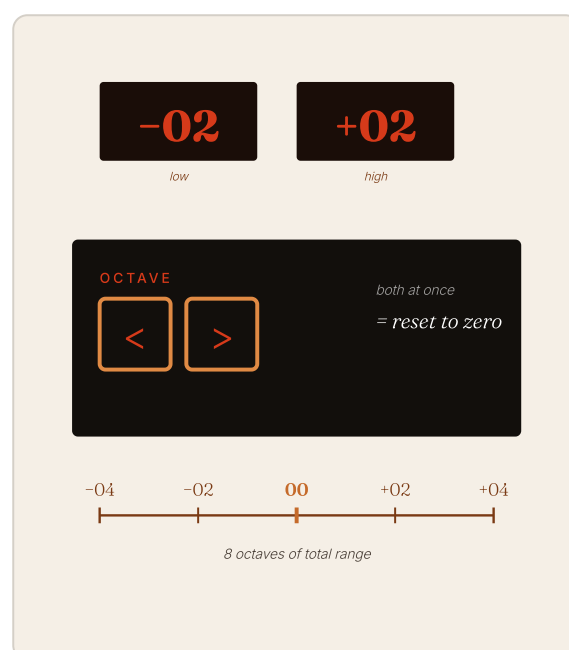 −02 +02
low high
OCTAVE
both at once
< >
= reset to zero
−04 −02 00 +02 +04
8 octaves of total range